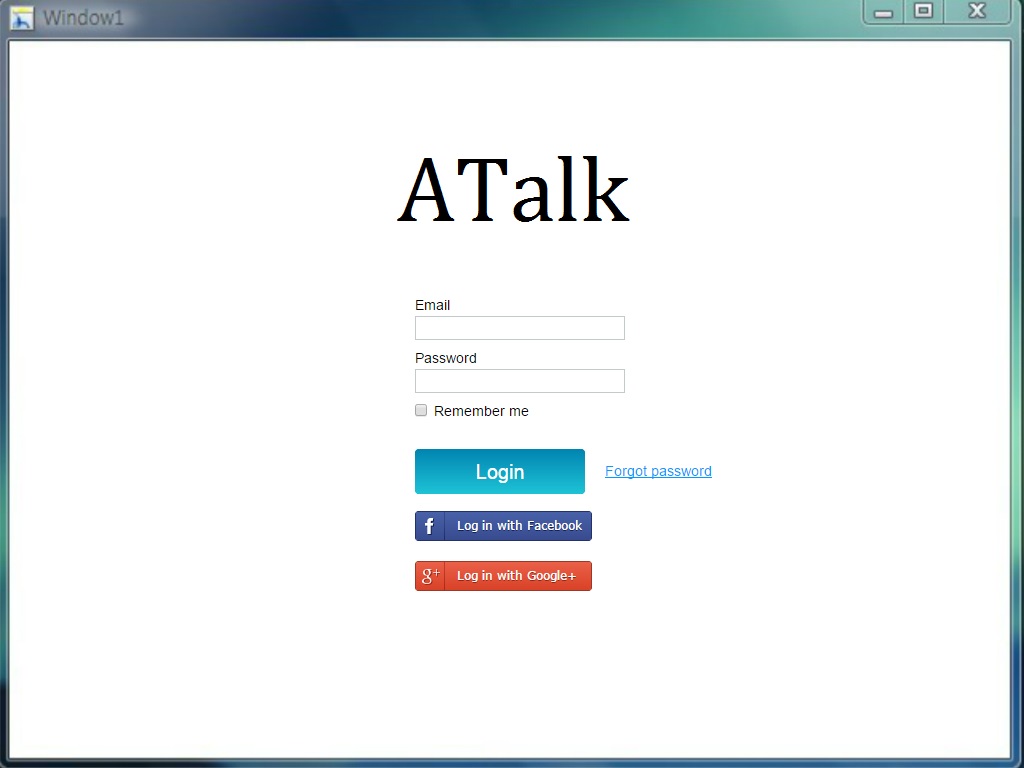 Window1
ATalk
Email
Password
Remember me
Login
Forgot password
f Log in with Facebook
g+ Log in with Google+